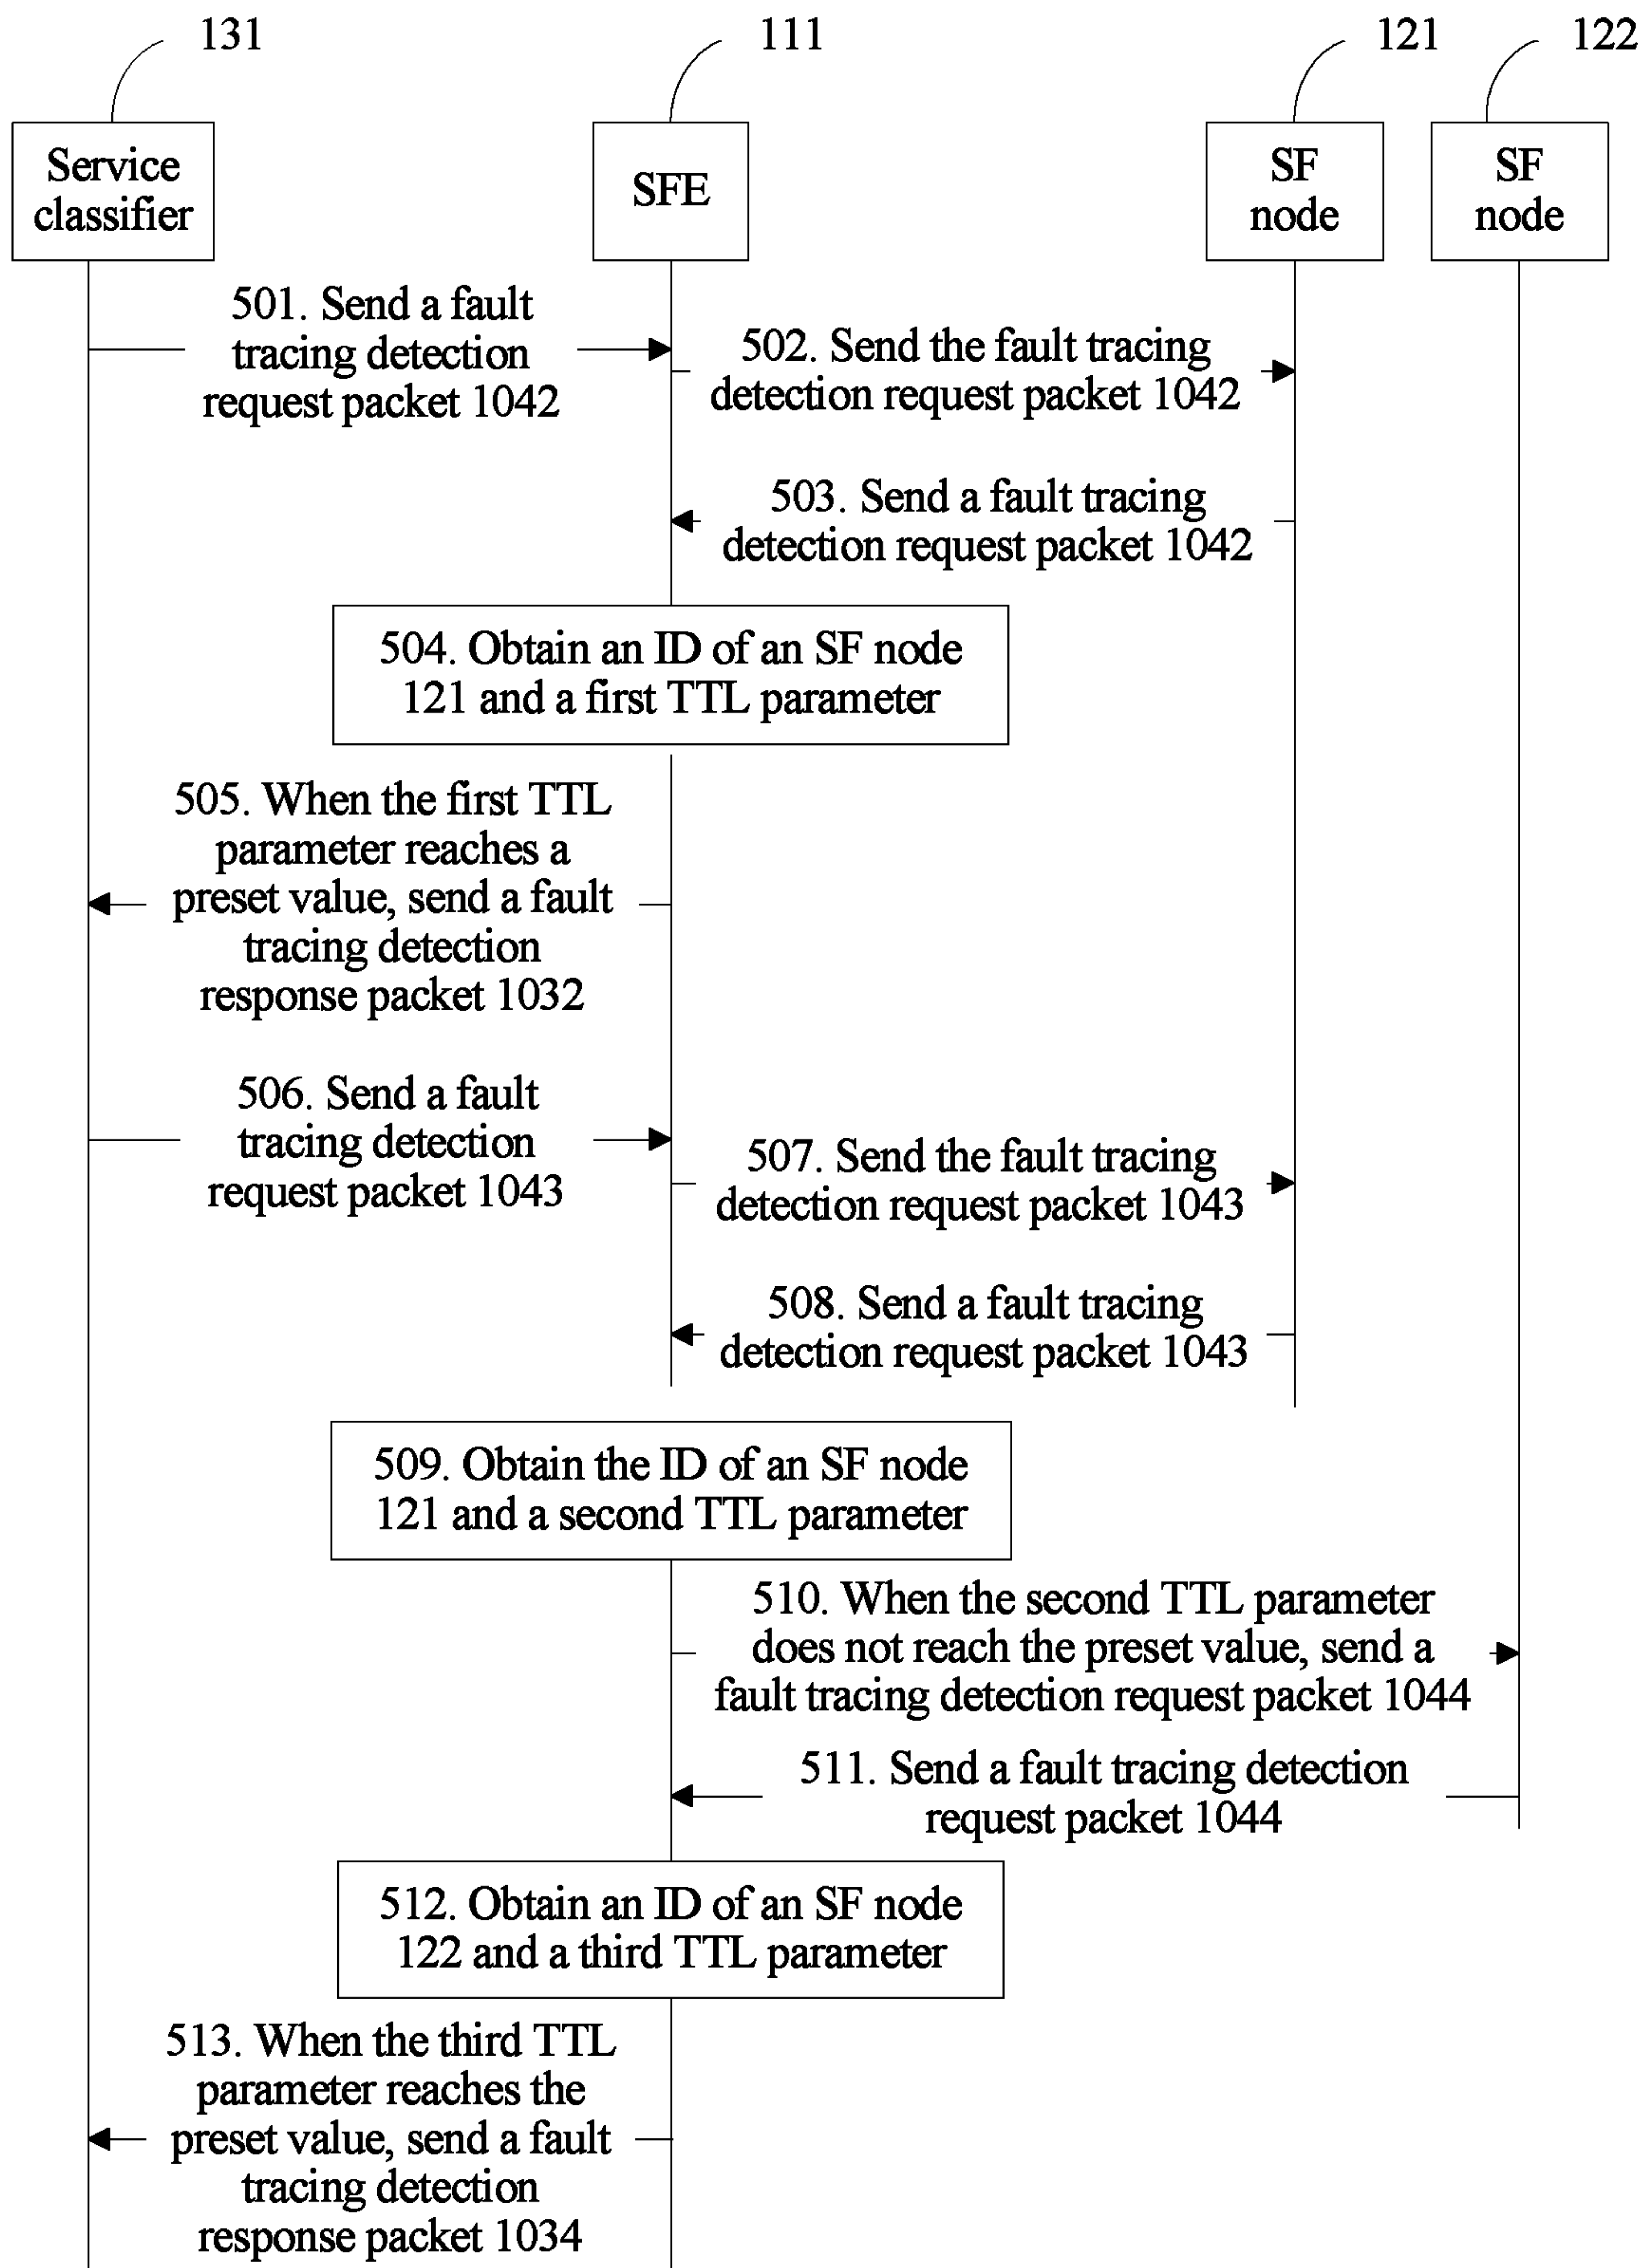 131
111
121
122
Service
classifier
SFE
SF
node
SF
node
501. Send a fault
tracing detection
request packet 1042
502. Send the fault tracing
detection request packet 1042
503. Send a fault tracing
detection request packet 1042
504. Obtain an ID of an SF node
121 and a first TTL parameter
505. When the first TTL
parameter reaches a
preset value, send a fault
tracing detection
response packet 1032
506. Send a fault
tracing detection
request packet 1043
507. Send the fault tracing
detection request packet 1043
508. Send a fault tracing
detection request packet 1043
509. Obtain the ID of an SF node
121 and a second TTL parameter
510. When the second TTL parameter
does not reach the preset value, send a
fault tracing detection request packet 1044
511. Send a fault tracing detection
request packet 1044
512. Obtain an ID of an SF node
122 and a third TTL parameter
513. When the third TTL
parameter reaches the
preset value, send a fault
tracing detection
response packet 1034